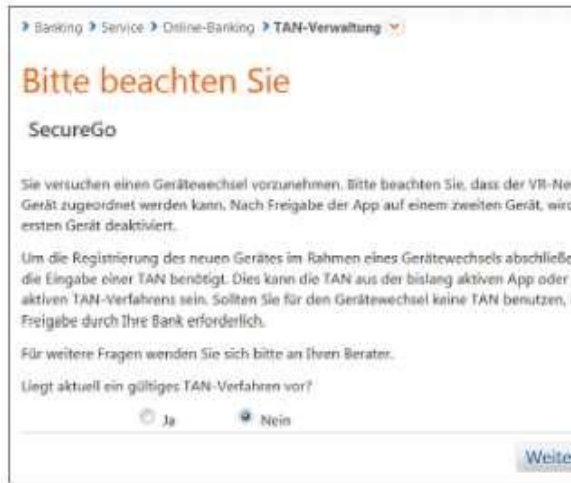 Banking Service Online-Banking TAN-Verwaltung
Bitte beachten Sie
SecureGo
Sie versuchen einen Gerätewechsel vorzunehmen. Bitte beachten Sie, dass der VR-Ne
Gerät zugeordnet werden kann. Nach Freigabe der App auf einem zweiten Gerät, wird
ersten Gerät deaktiviert.
Um die Registrierung des neuen Gerätes im Rahmen eines Gerätewechsels abschließe
die Eingabe einer TAN benötigt. Dies kann die TAN aus der bislang aktiven App oder
aktiven TAN-Verfahrens sein. Sollten Sie für den Gerätewechsel keine TAN benutzen,
Freigabe durch Ihre Bank erforderlich.
Für weitere Fragen wenden Sie sich bitte an Ihren Berater.
Liegt aktuell ein gültiges TAN-Verfahren vor?
Ja Nein
Weite